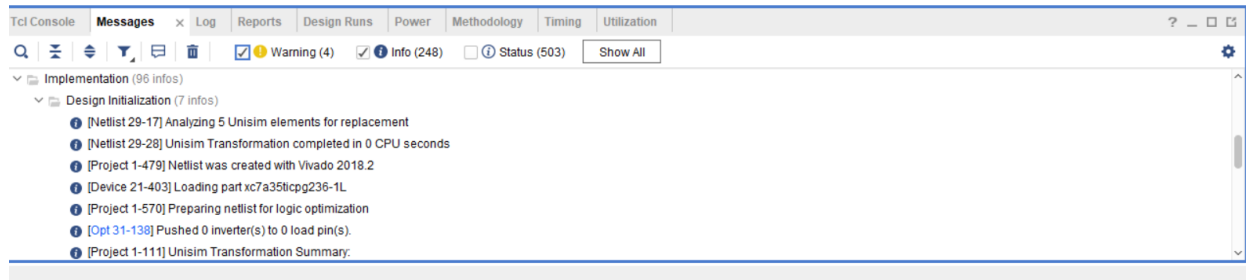 Tcl Console Messages × Log Reports Design Runs Power Methodology Timing Utilization ? _
Warning (4) Info (248) Status (503) Show All
Implementation (96 infos)
Design Initialization (7 infos)
[Netlist 29-17] Analyzing 5 Unisim elements for replacement
[Netlist 29-28] Unisim Transformation completed in 0 CPU seconds
[Project 1-479] Netlist was created with Vivado 2018.2
[Device 21-403] Loading part xc7a35ticpg236-1L
[Project 1-570] Preparing netlist for logic optimization
[Opt 31-138] Pushed 0 inverter(s) to 0 load pin(s).
[Project 1-111] Unisim Transformation Summary: